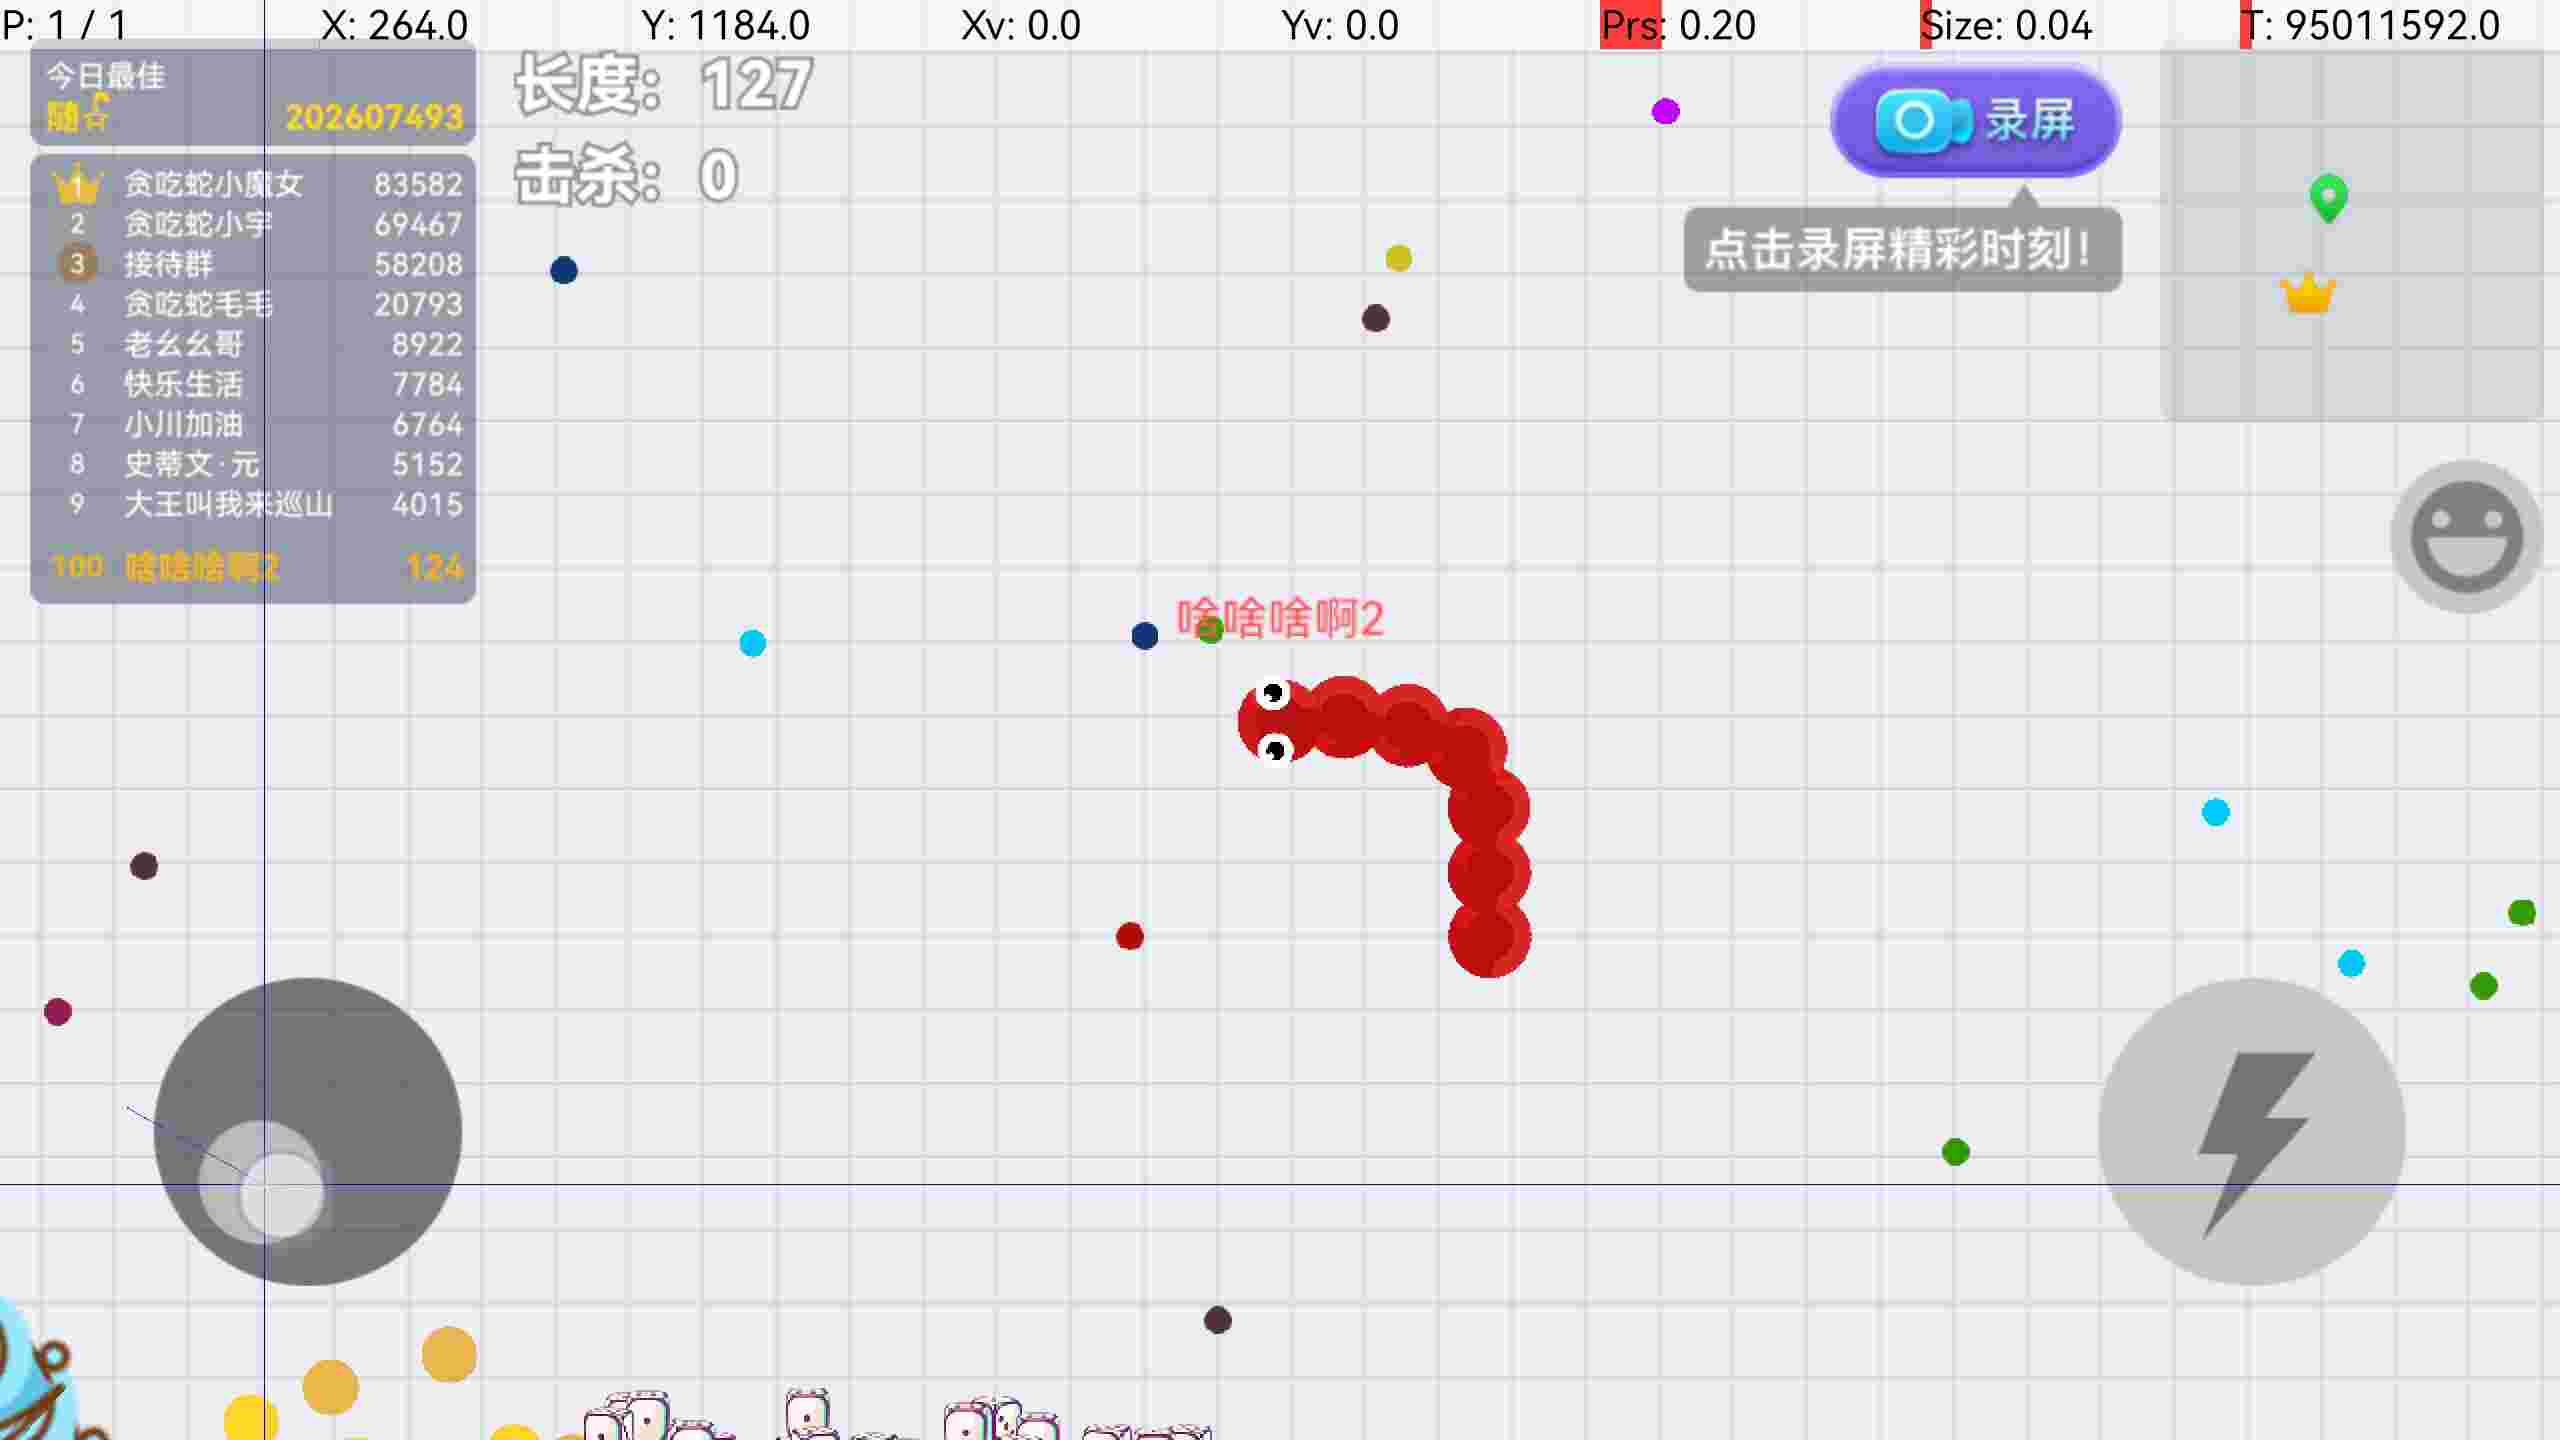 P: 1 / 1 X: 264.0 Y: 1184.0 Xv: 0.0 Yv: 0.0 Prs: 0.20 Size: 0.04 T: 95011592.0
今日最佳
随 202607493
长度：127
击杀：0
1 贪吃蛇小魔女 83582
2 贪吃蛇小宇 69467
3 接待群 58208
4 贪吃蛇毛毛 20793
5 老幺幺哥 8922
6 快乐生活 7784
7 小川加油 6764
8 史蒂文·元 5152
9 大王叫我来巡山 4015
100 啥啥啥啊2 124
录屏
点击录屏精彩时刻！
啥啥啥啊2